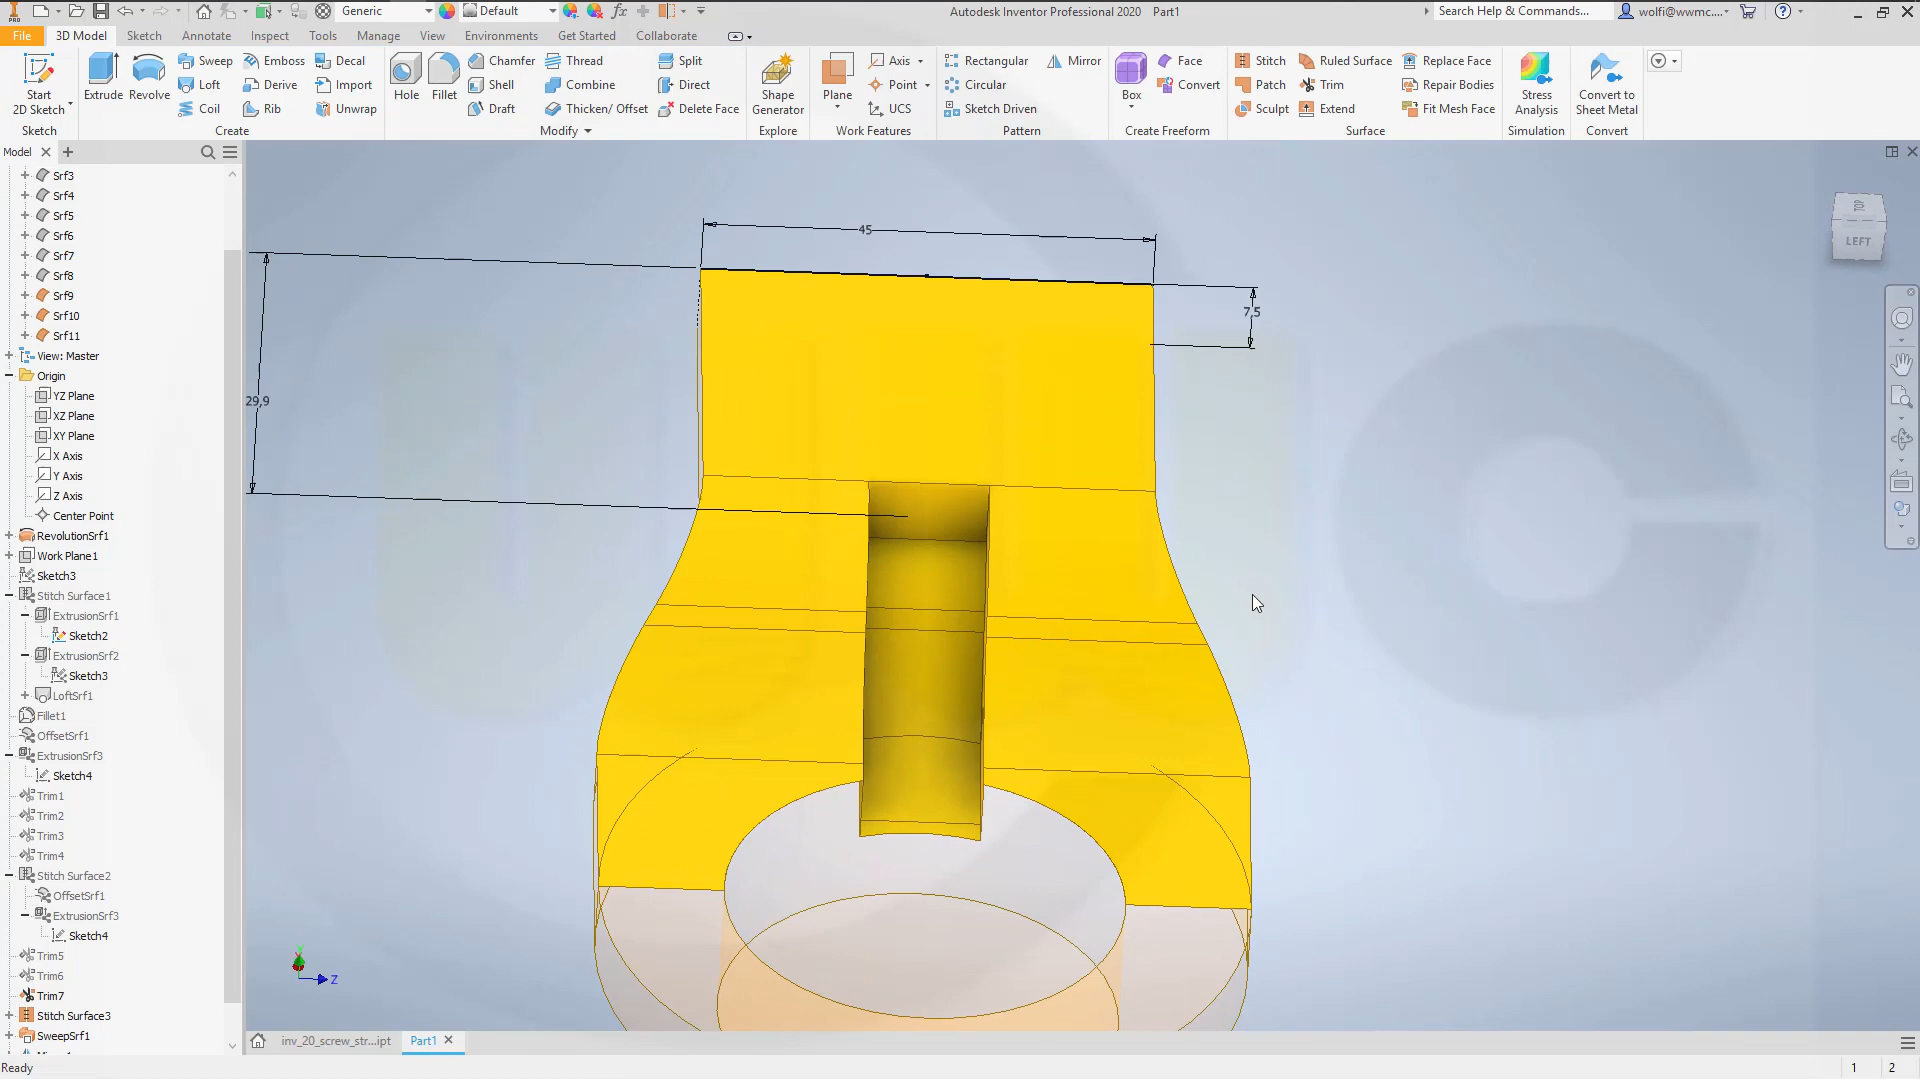 Generic
Default
Autodesk Inventor Professional 2020 Part1
Search Help & Commands...
wolfi@wwmc....
File
3D Model
Sketch
Annotate
Inspect
Tools
Manage
View
Environments
Get Started
Collaborate
Start
2D Sketch
Extrude
Revolve
Sweep
Emboss
Decal
Loft
Derive
Import
Coil
Rib
Unwrap
Hole
Fillet
Chamfer
Thread
Split
Shell
Combine
Direct
Draft
Thicken/ Offset
Delete Face
Shape
Generator
Plane
Axis
Point
UCS
Rectangular
Mirror
Circular
Sketch Driven
Box
Face
Convert
Stitch
Ruled Surface
Replace Face
Patch
Trim
Repair Bodies
Sculpt
Extend
Fit Mesh Face
Stress
Analysis
Convert to
Sheet Metal
Sketch
Create
Modify
Explore
Work Features
Pattern
Create Freeform
Surface
Simulation
Convert
Model
Srf3
Srf4
Srf5
Srf6
Srf7
Srf8
Srf9
Srf10
Srf11
View: Master
Origin
YZ Plane
XZ Plane
XY Plane
X Axis
Y Axis
Z Axis
Center Point
RevolutionSrf1
Work Plane1
Sketch3
Stitch Surface1
ExtrusionSrf1
Sketch2
ExtrusionSrf2
Sketch3
LoftSrf1
Fillet1
OffsetSrf1
ExtrusionSrf3
Sketch4
Trim1
Trim2
Trim3
Trim4
Stitch Surface2
OffsetSrf1
ExtrusionSrf3
Sketch4
Trim5
Trim6
Trim7
Stitch Surface3
SweepSrf1
45
7,5
29,9
TOP
LEFT
Y
Z
inv_20_screw_str...ipt
Part1
Ready
1
2